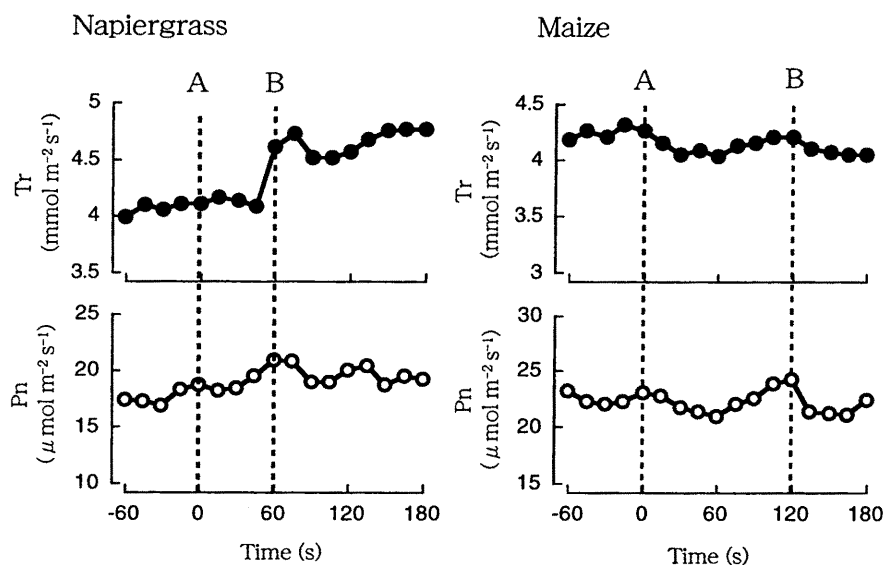 Napiergrass
A B
5
4.5
4
3.5
Tr
(mmol m⁻² s⁻¹)
25
20
15
10
Pn
(μ mol m⁻² s⁻¹)
-60 0 60 120 180
Time (s)
Maize
A B
4.5
4
3.5
3
Tr
(mmol m⁻² s⁻¹)
30
25
20
15
Pn
(μ mol m⁻² s⁻¹)
-60 0 60 120 180
Time (s)